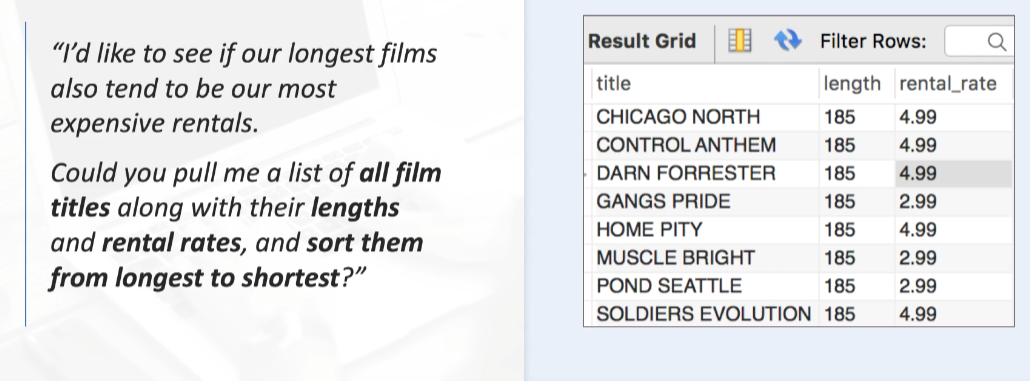 “I’d like to see if our longest films
also tend to be our most
expensive rentals.
Could you pull me a list of all film
titles along with their lengths
and rental rates, and sort them
from longest to shortest?”
Result Grid Filter Rows:
title length rental_rate
CHICAGO NORTH 185 4.99
CONTROL ANTHEM 185 4.99
DARN FORRESTER 185 4.99
GANGS PRIDE 185 2.99
HOME PITY 185 4.99
MUSCLE BRIGHT 185 2.99
POND SEATTLE 185 2.99
SOLDIERS EVOLUTION 185 4.99